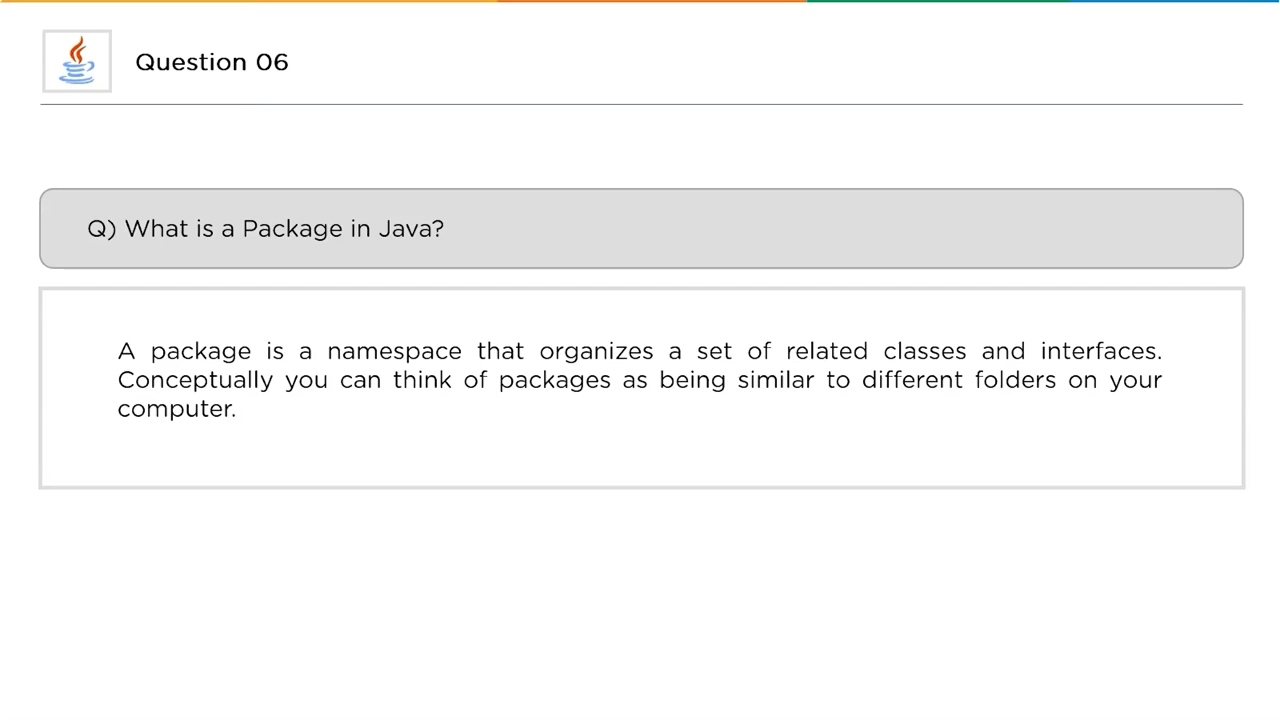 Question 06
Q) What is a Package in Java?
A package is a namespace that organizes a set of related classes and interfaces.
Conceptually you can think of packages as being similar to different folders on your
computer.